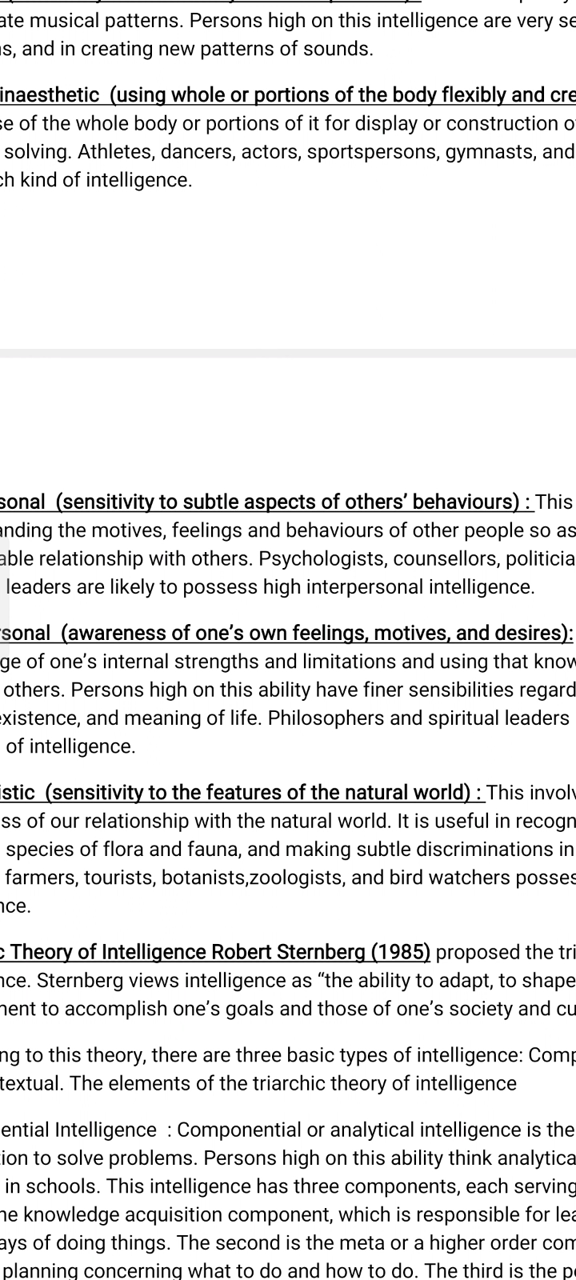 ate musical patterns. Persons high on this intelligence are very se
s, and in creating new patterns of sounds.
inaesthetic (using whole or portions of the body flexibly and cre
se of the whole body or portions of it for display or construction o
solving. Athletes, dancers, actors, sportspersons, gymnasts, and
ch kind of intelligence.
sonal (sensitivity to subtle aspects of others' behaviours) : This
anding the motives, feelings and behaviours of other people so as
able relationship with others. Psychologists, counsellors, politicia
leaders are likely to possess high interpersonal intelligence.
rsonal (awareness of one's own feelings, motives, and desires):
ge of one's internal strengths and limitations and using that know
others. Persons high on this ability have finer sensibilities regard
existence, and meaning of life. Philosophers and spiritual leaders
of intelligence.
istic (sensitivity to the features of the natural world) : This involv
ss of our relationship with the natural world. It is useful in recogn
species of flora and fauna, and making subtle discriminations in
farmers, tourists, botanists,zoologists, and bird watchers posses
nce.
c Theory of Intelligence Robert Sternberg (1985) proposed the tri
nce. Sternberg views intelligence as “the ability to adapt, to shape
ment to accomplish one's goals and those of one's society and cu
ng to this theory, there are three basic types of intelligence: Comp
textual. The elements of the triarchic theory of intelligence
ential Intelligence : Componential or analytical intelligence is the
tion to solve problems. Persons high on this ability think analytica
in schools. This intelligence has three components, each serving
he knowledge acquisition component, which is responsible for lea
ays of doing things. The second is the meta or a higher order com
planning concerning what to do and how to do. The third is the pe